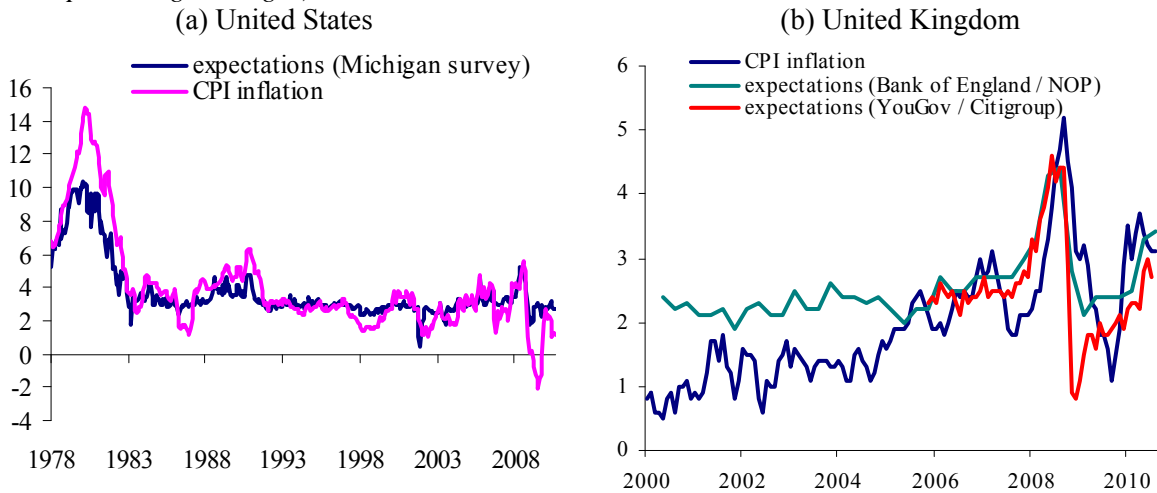 (a) United States
expectations (Michigan survey)
CPI inflation
16
14
12
10
8
6
4
2
0
-2
-4
1978 1983 1988 1993 1998 2003 2008
(b) United Kingdom
CPI inflation
expectations (Bank of England / NOP)
expectations (YouGov / Citigroup)
6
5
4
3
2
1
0
2000 2002 2004 2006 2008 2010